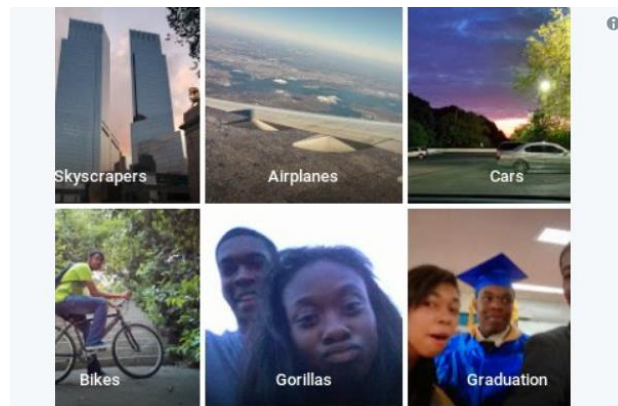 Skyscrapers
Airplanes
Cars
Bikes
Gorillas
Graduation